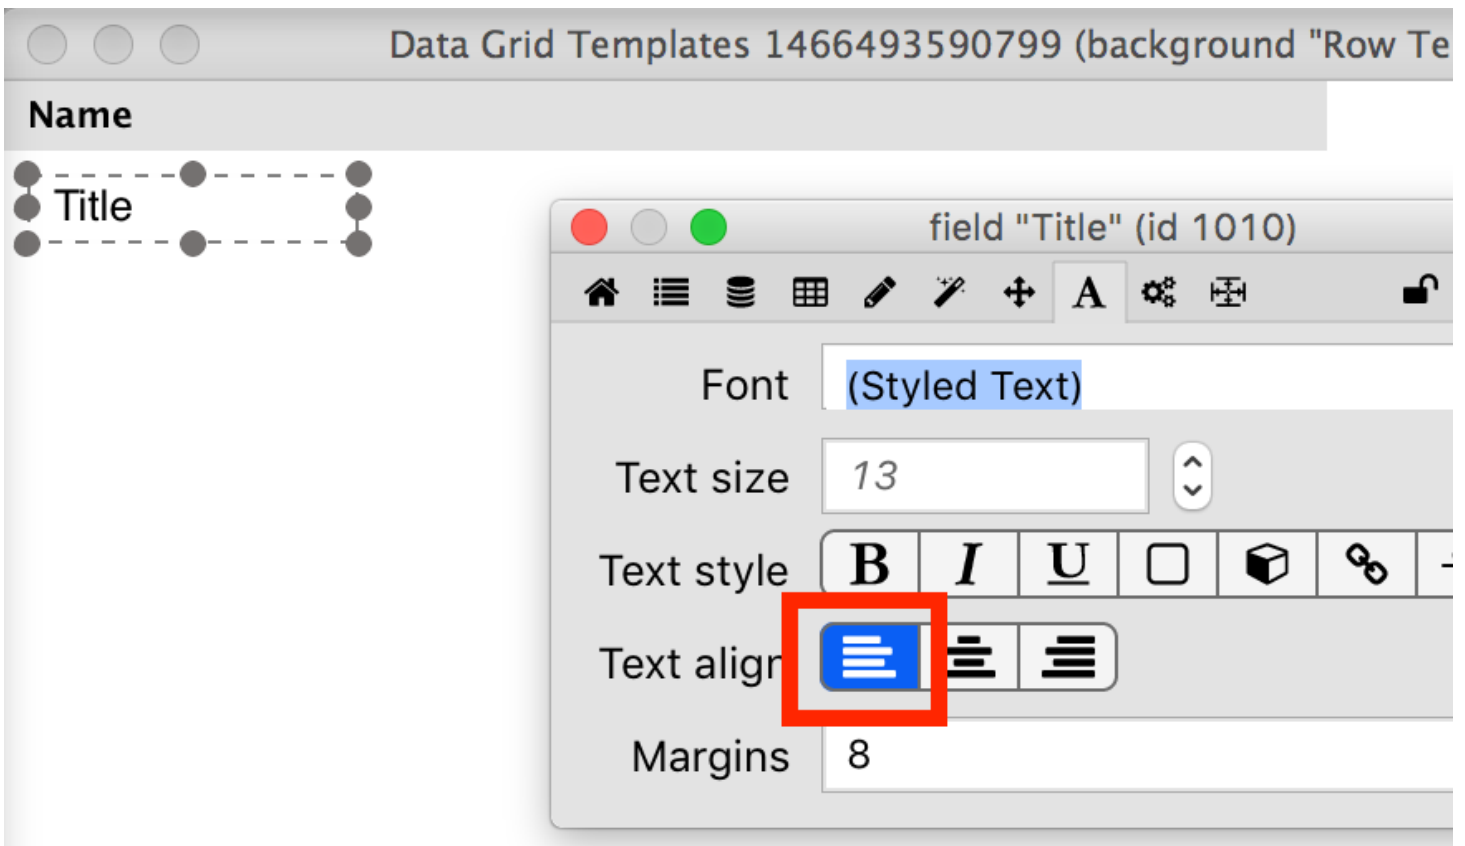 Data Grid Templates 1466493590799 (background "Row Te
Name
Title
field "Title" (id 1010)
A
Font (Styled Text)
Text size 13
Text style B I U
Text align
Margins 8